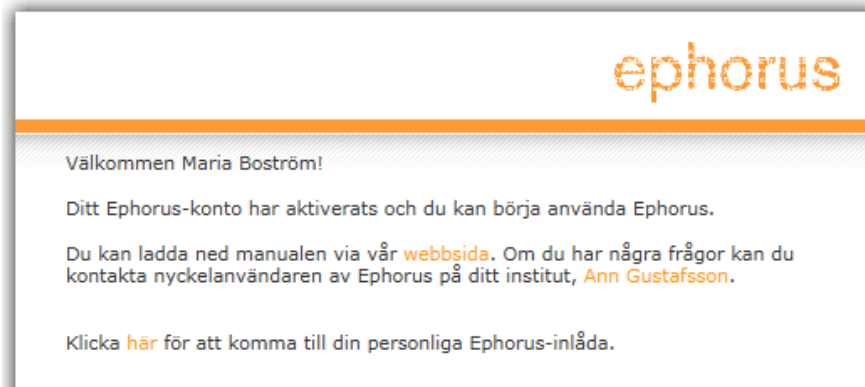 ephorus
Välkommen Maria Boström!
Ditt Ephorus-konto har aktiverats och du kan börja använda Ephorus.
Du kan ladda ned manualen via vår webbsida. Om du har några frågor kan du
kontakta nyckelanvändaren av Ephorus på ditt institut, Ann Gustafsson.
Klicka här för att komma till din personliga Ephorus-inlåda.